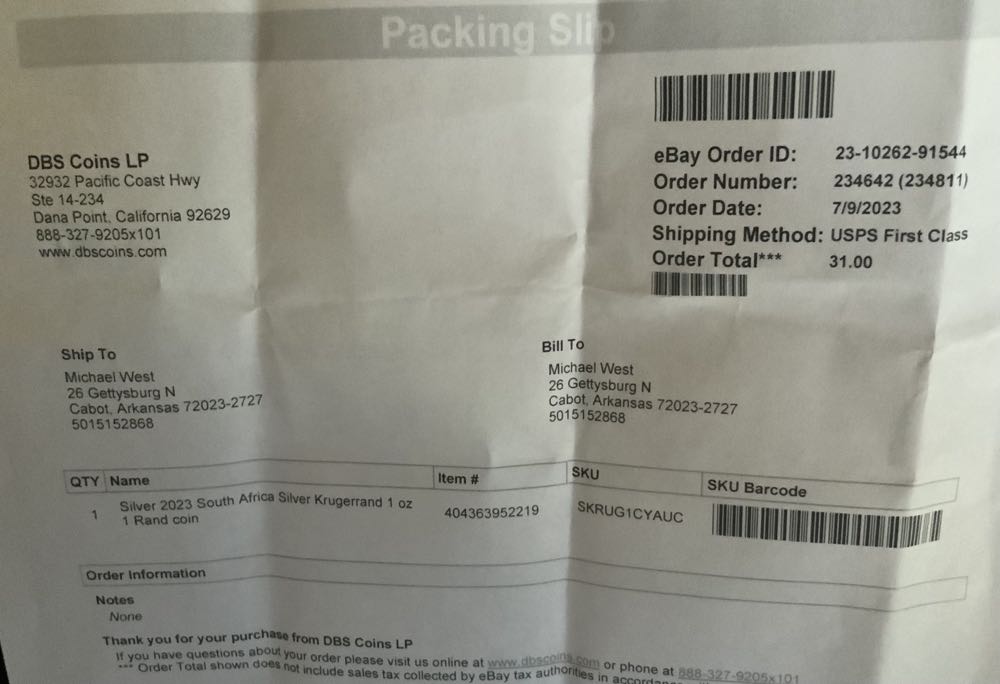 Packing Slip
DBS Coins LP
32932 Pacific Coast Hwy
Ste 14-234
Dana Point, California 92629
888-327-9205x101
www.dbscoins.com
eBay Order ID: 23-10262-91544
Order Number: 234642 (234811)
Order Date: 7/9/2023
Shipping Method: USPS First Class
Order Total*** 31.00
Ship To
Michael West
26 Gettysburg N
Cabot, Arkansas 72023-2727
5015152868
Bill To
Michael West
26 Gettysburg N
Cabot, Arkansas 72023-2727
5015152868
QTY Name Item # SKU SKU Barcode
1 Silver 2023 South Africa Silver Krugerrand 1 oz 404363952219 SKRUG1CYAUC
1 Rand coin
Order Information
Notes
None
Thank you for your purchase from DBS Coins LP
If you have questions about your order please visit us online at www.dbscoins.com or phone at 888-327-9205x101
*** Order Total shown does not include sales tax collected by eBay tax authorities in